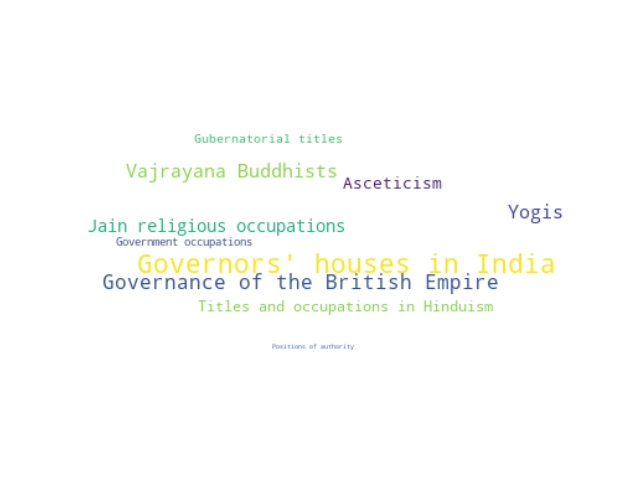 Gubernatorial titles
Vajrayana Buddhists
Asceticism
Yogis
Jain religious occupations
Government occupations
Governors' houses in India
Governance of the British Empire
Titles and occupations in Hinduism
Positions of authority